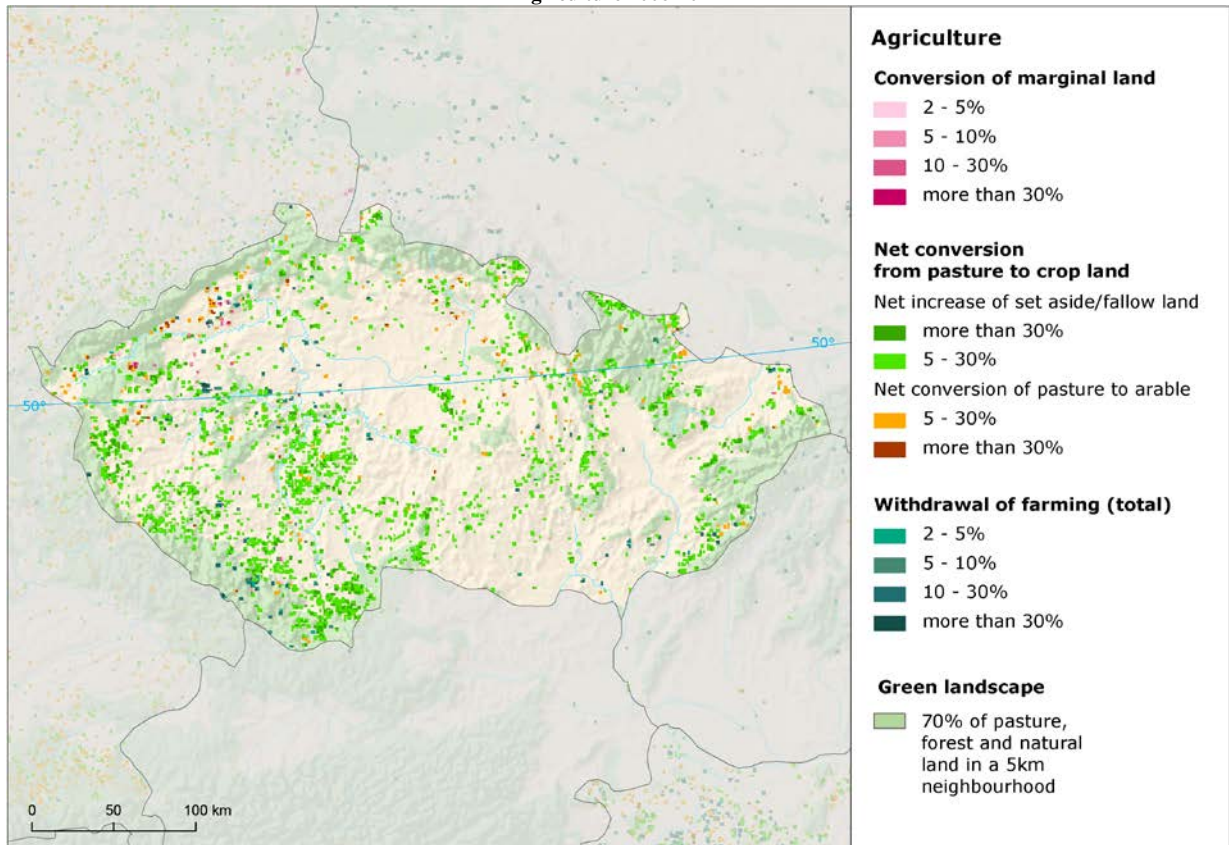 Agriculture
Conversion of marginal land
2 - 5%
5 - 10%
10 - 30%
more than 30%
Net conversion
from pasture to crop land
Net increase of set aside/fallow land
more than 30%
5 - 30%
Net conversion of pasture to arable
5 - 30%
more than 30%
Withdrawal of farming (total)
2 - 5%
5 - 10%
10 - 30%
more than 30%
Green landscape
70% of pasture,
forest and natural
land in a 5km
neighbourhood
50°
50°
0 50 100 km